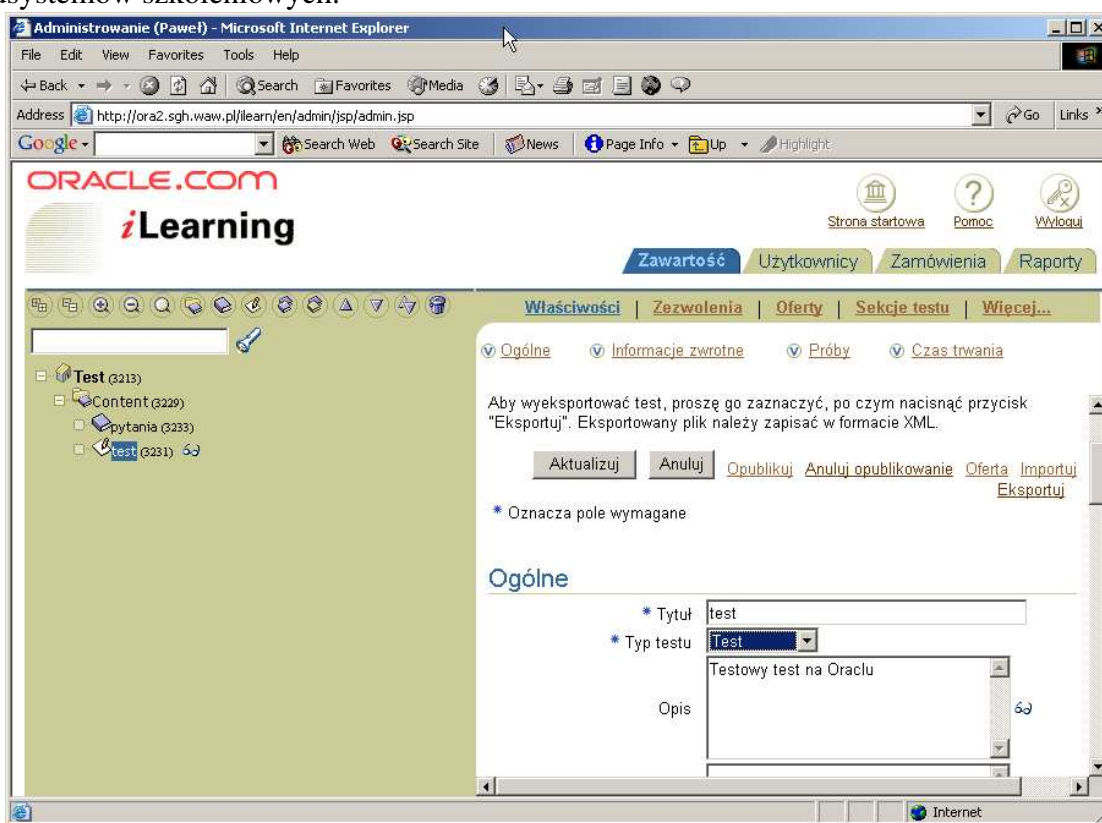 Administrowanie (Paweł) - Microsoft Internet Explorer
File Edit View Favorites Tools Help
Back Search Favorites Media
Address http://ora2.sgh.waw.pl/ilearn/en/admin/jsp/admin.jsp Go Links »
Google Search Web Search Site News Page Info Up Highlight
ORACLE.COM
iLearning
Strona startowa Pomoc Wyloguj
Zawartość Użytkownicy Zamówienia Raporty
Właściwości | Zezwolenia | Oferty | Sekcje testu | Więcej...
Ogólne Informacje zwrotne Próby Czas trwania
Test (3213)
Content (3229)
pytania (3233)
test (3231)
Aby wyeksportować test, proszę go zaznaczyć, po czym nacisnąć przycisk
"Eksportuj". Eksportowany plik należy zapisać w formacie XML.
Aktualizuj Anuluj Opublikuj Anuluj opublikowanie Oferta Importuj
Eksportuj
* Oznacza pole wymagane
Ogólne
* Tytuł test
* Typ testu Test
Testowy test na Oraclu
Opis
Internet